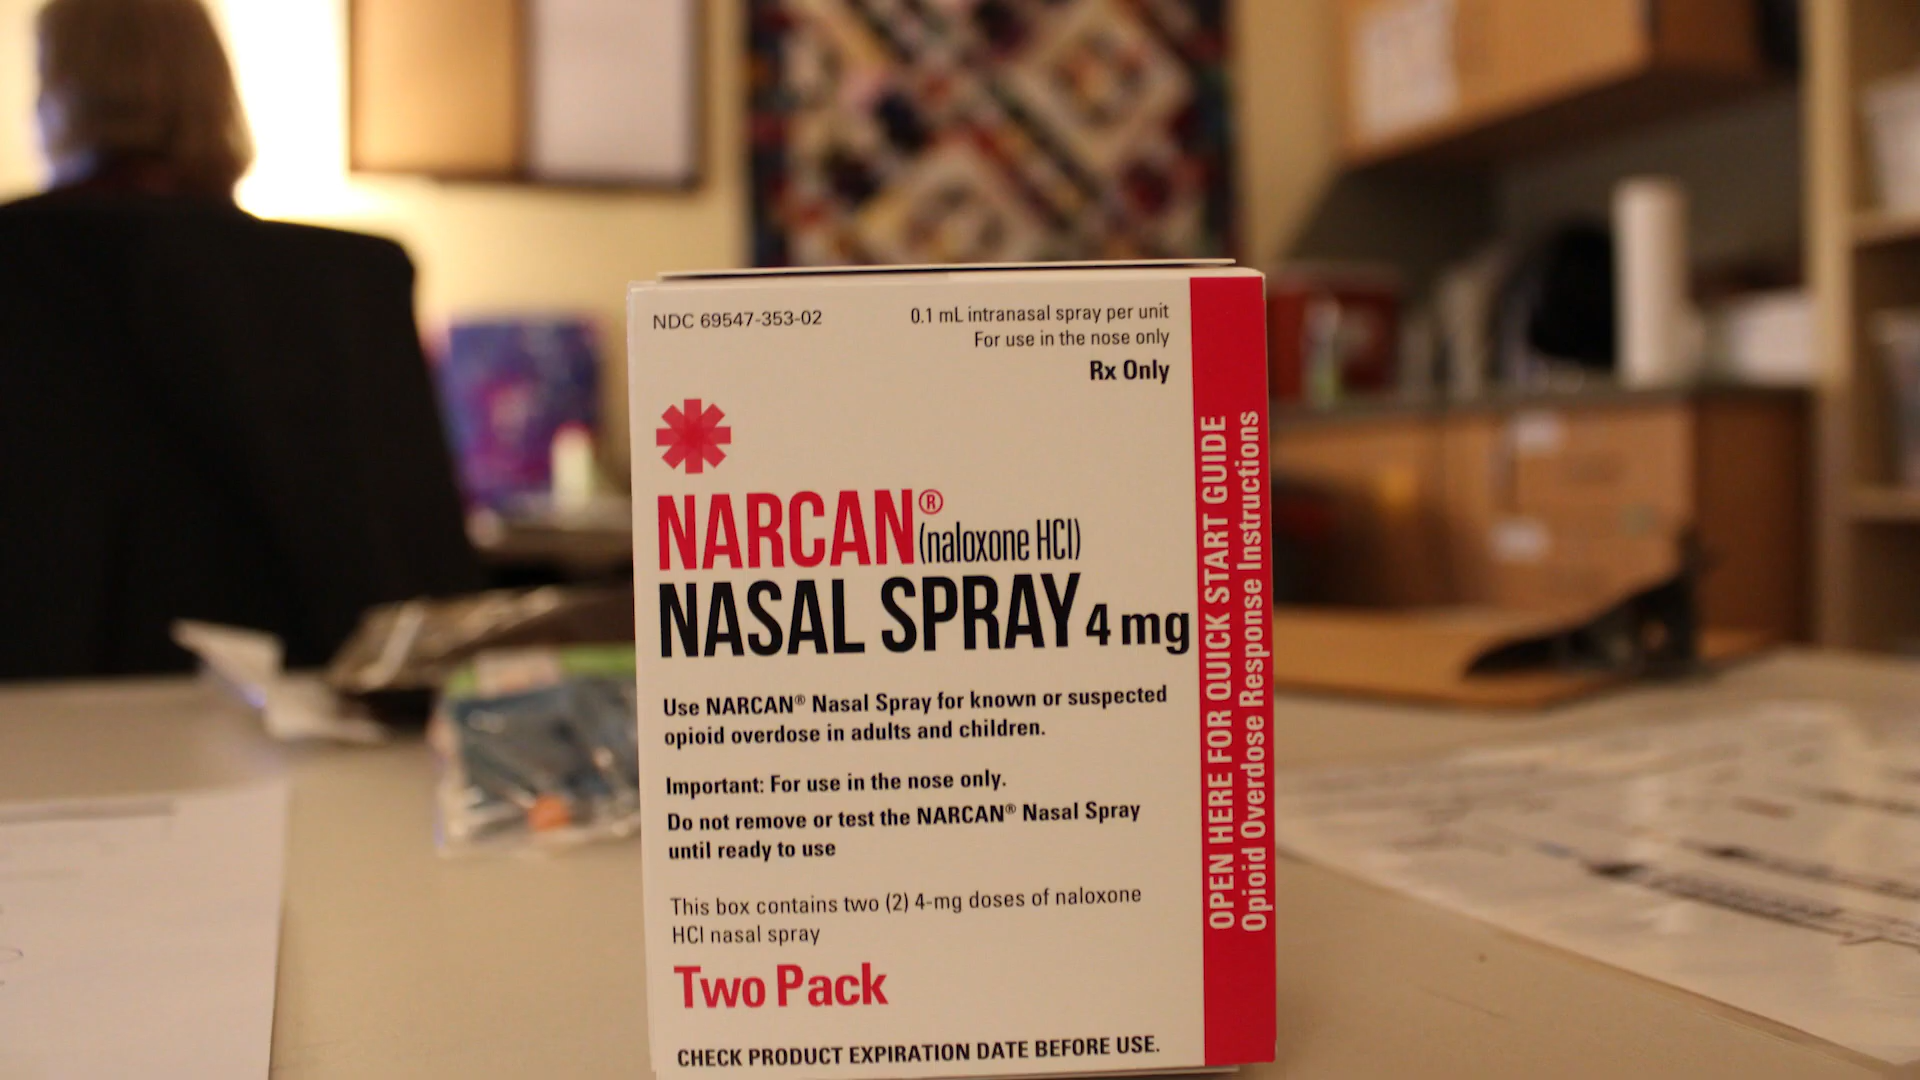 NDC 69547-353-02
0.1 mL intranasal spray per unit
For use in the nose only
Rx Only
NARCAN®
(naloxone HCl)
NASAL SPRAY 4 mg
Use NARCAN® Nasal Spray for known or suspected
opioid overdose in adults and children.
Important: For use in the nose only.
Do not remove or test the NARCAN® Nasal Spray
until ready to use
This box contains two (2) 4-mg doses of naloxone
HCl nasal spray
Two Pack
CHECK PRODUCT EXPIRATION DATE BEFORE USE.
OPEN HERE FOR QUICK START GUIDE
Opioid Overdose Response Instructions